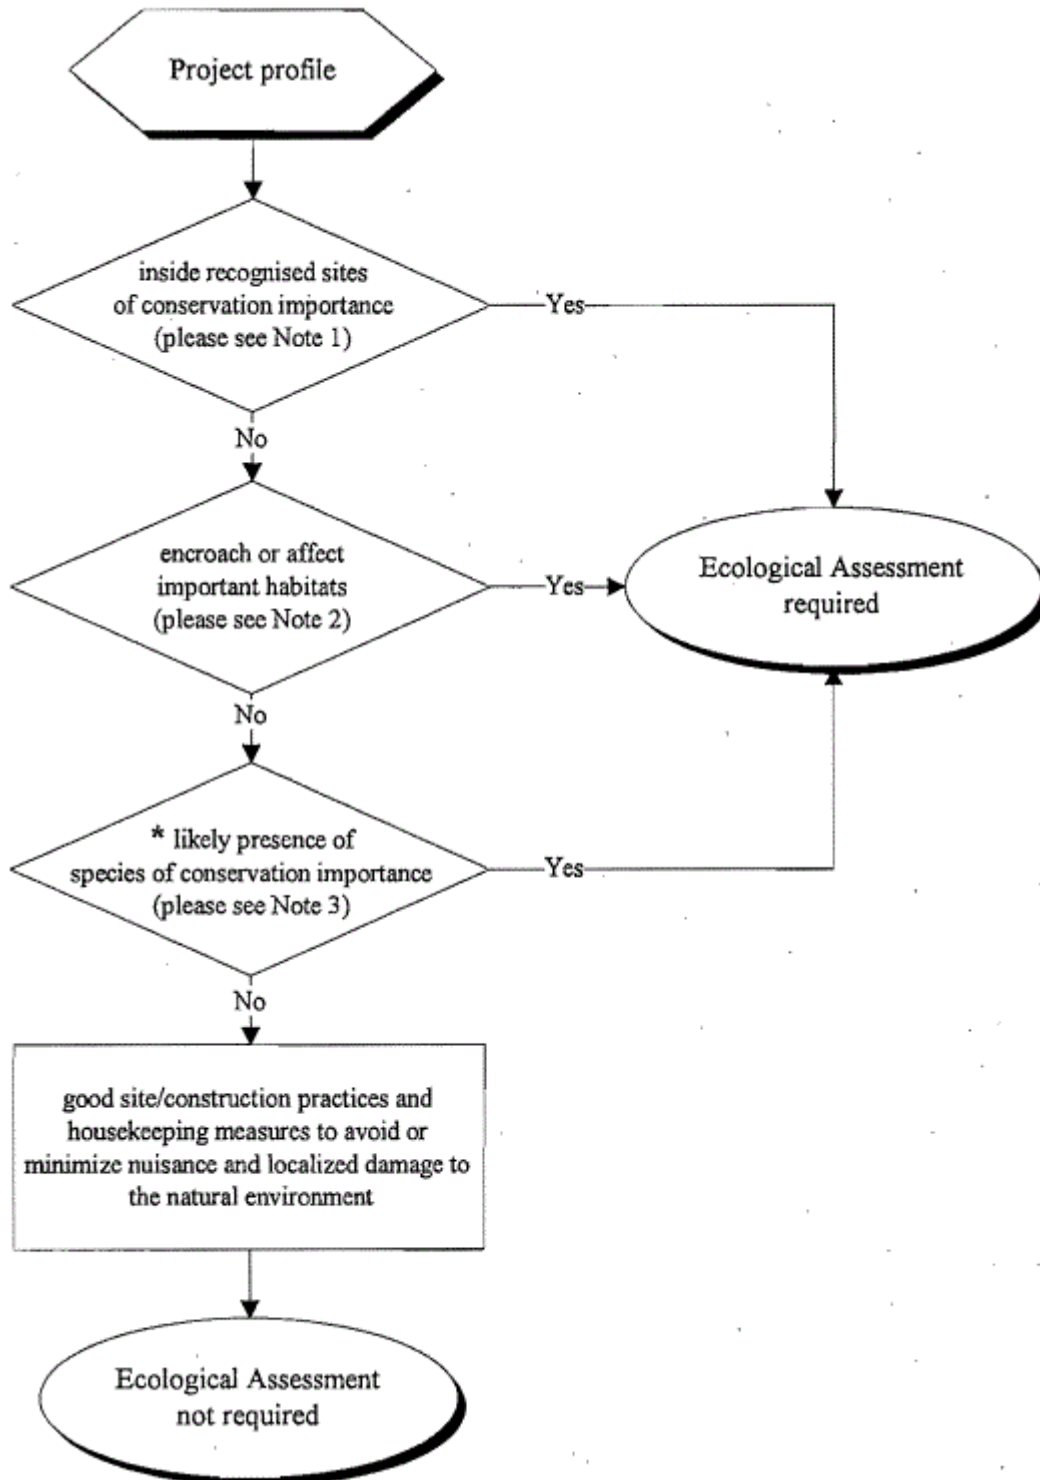 Project profile
inside recognised sites
of conservation importance
(please see Note 1)
Yes
No
encroach or affect
important habitats
(please see Note 2)
Yes
Ecological Assessment
required
No
* likely presence of
species of conservation importance
(please see Note 3)
Yes
No
good site/construction practices and
housekeeping measures to avoid or
minimize nuisance and localized damage to
the natural environment
Ecological Assessment
not required